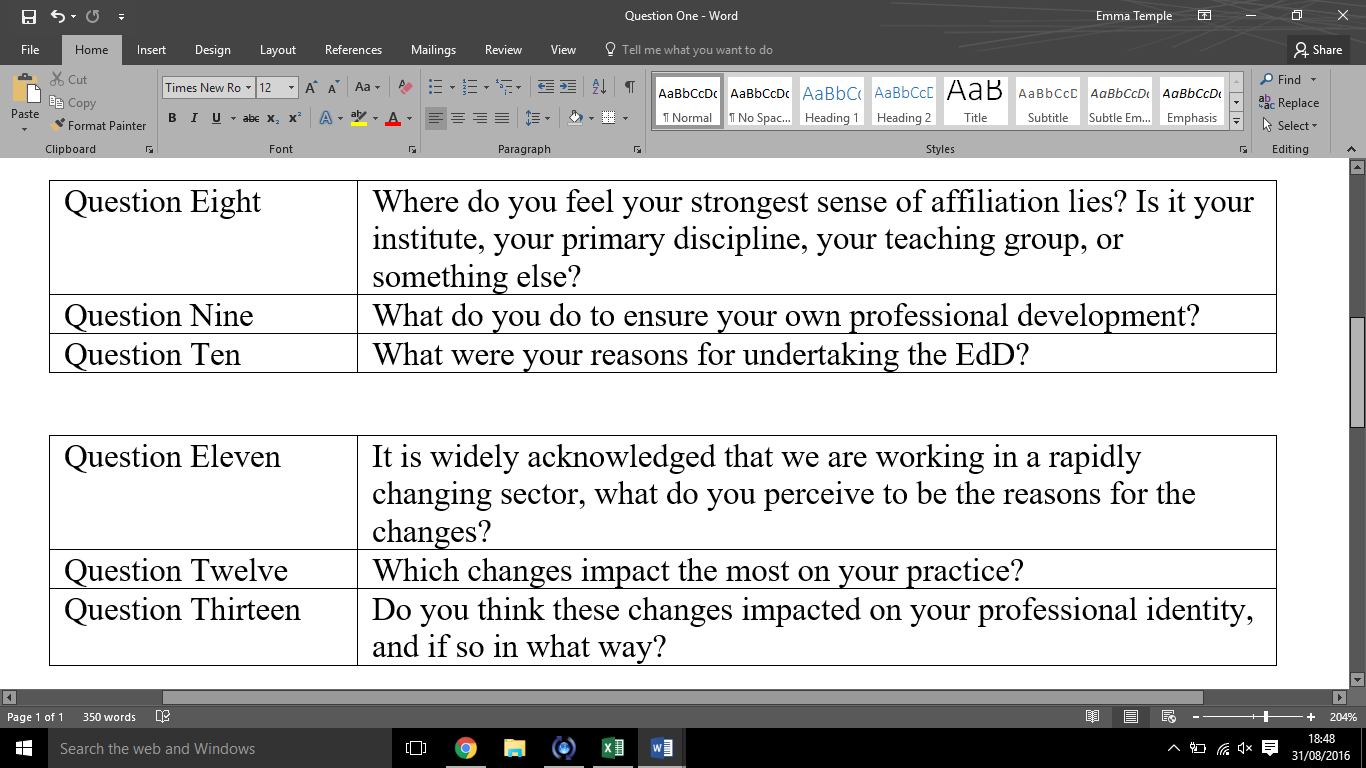 Question One - Word
Emma Temple
File Home Insert Design Layout References Mailings Review View Tell me what you want to do Share
Paste
Cut
Copy
Format Painter
Clipboard
Times New Ro 12
Font
Paragraph
AaBbCcDc AaBbCcDc AaBbCc AaBbCcD AaB AaBbCcD AaBbCcDc AaBbCcDc
¶ Normal ¶ No Spac... Heading 1 Heading 2 Title Subtitle Subtle Em... Emphasis
Styles
Find
Replace
Select
Editing
Question Eight
Where do you feel your strongest sense of affiliation lies? Is it your
institute, your primary discipline, your teaching group, or
something else?
Question Nine
What do you do to ensure your own professional development?
Question Ten
What were your reasons for undertaking the EdD?
Question Eleven
It is widely acknowledged that we are working in a rapidly
changing sector, what do you perceive to be the reasons for the
changes?
Question Twelve
Which changes impact the most on your practice?
Question Thirteen
Do you think these changes impacted on your professional identity,
and if so in what way?
Page 1 of 1 350 words 204%
Search the web and Windows
18:48
31/08/2016